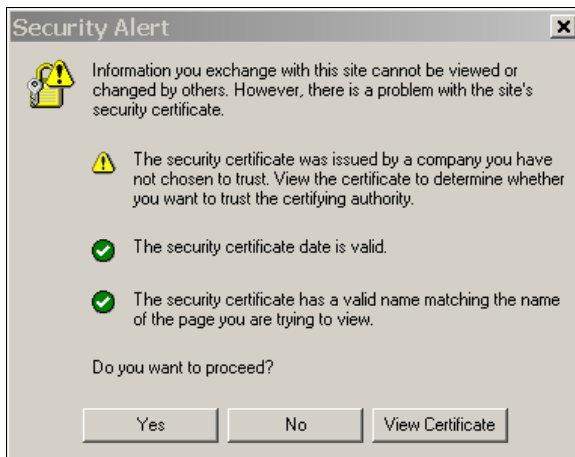 Security Alert
Information you exchange with this site cannot be viewed or
changed by others. However, there is a problem with the site's
security certificate.
The security certificate was issued by a company you have
not chosen to trust. View the certificate to determine whether
you want to trust the certifying authority.
The security certificate date is valid.
The security certificate has a valid name matching the name
of the page you are trying to view.
Do you want to proceed?
Yes
No
View Certificate